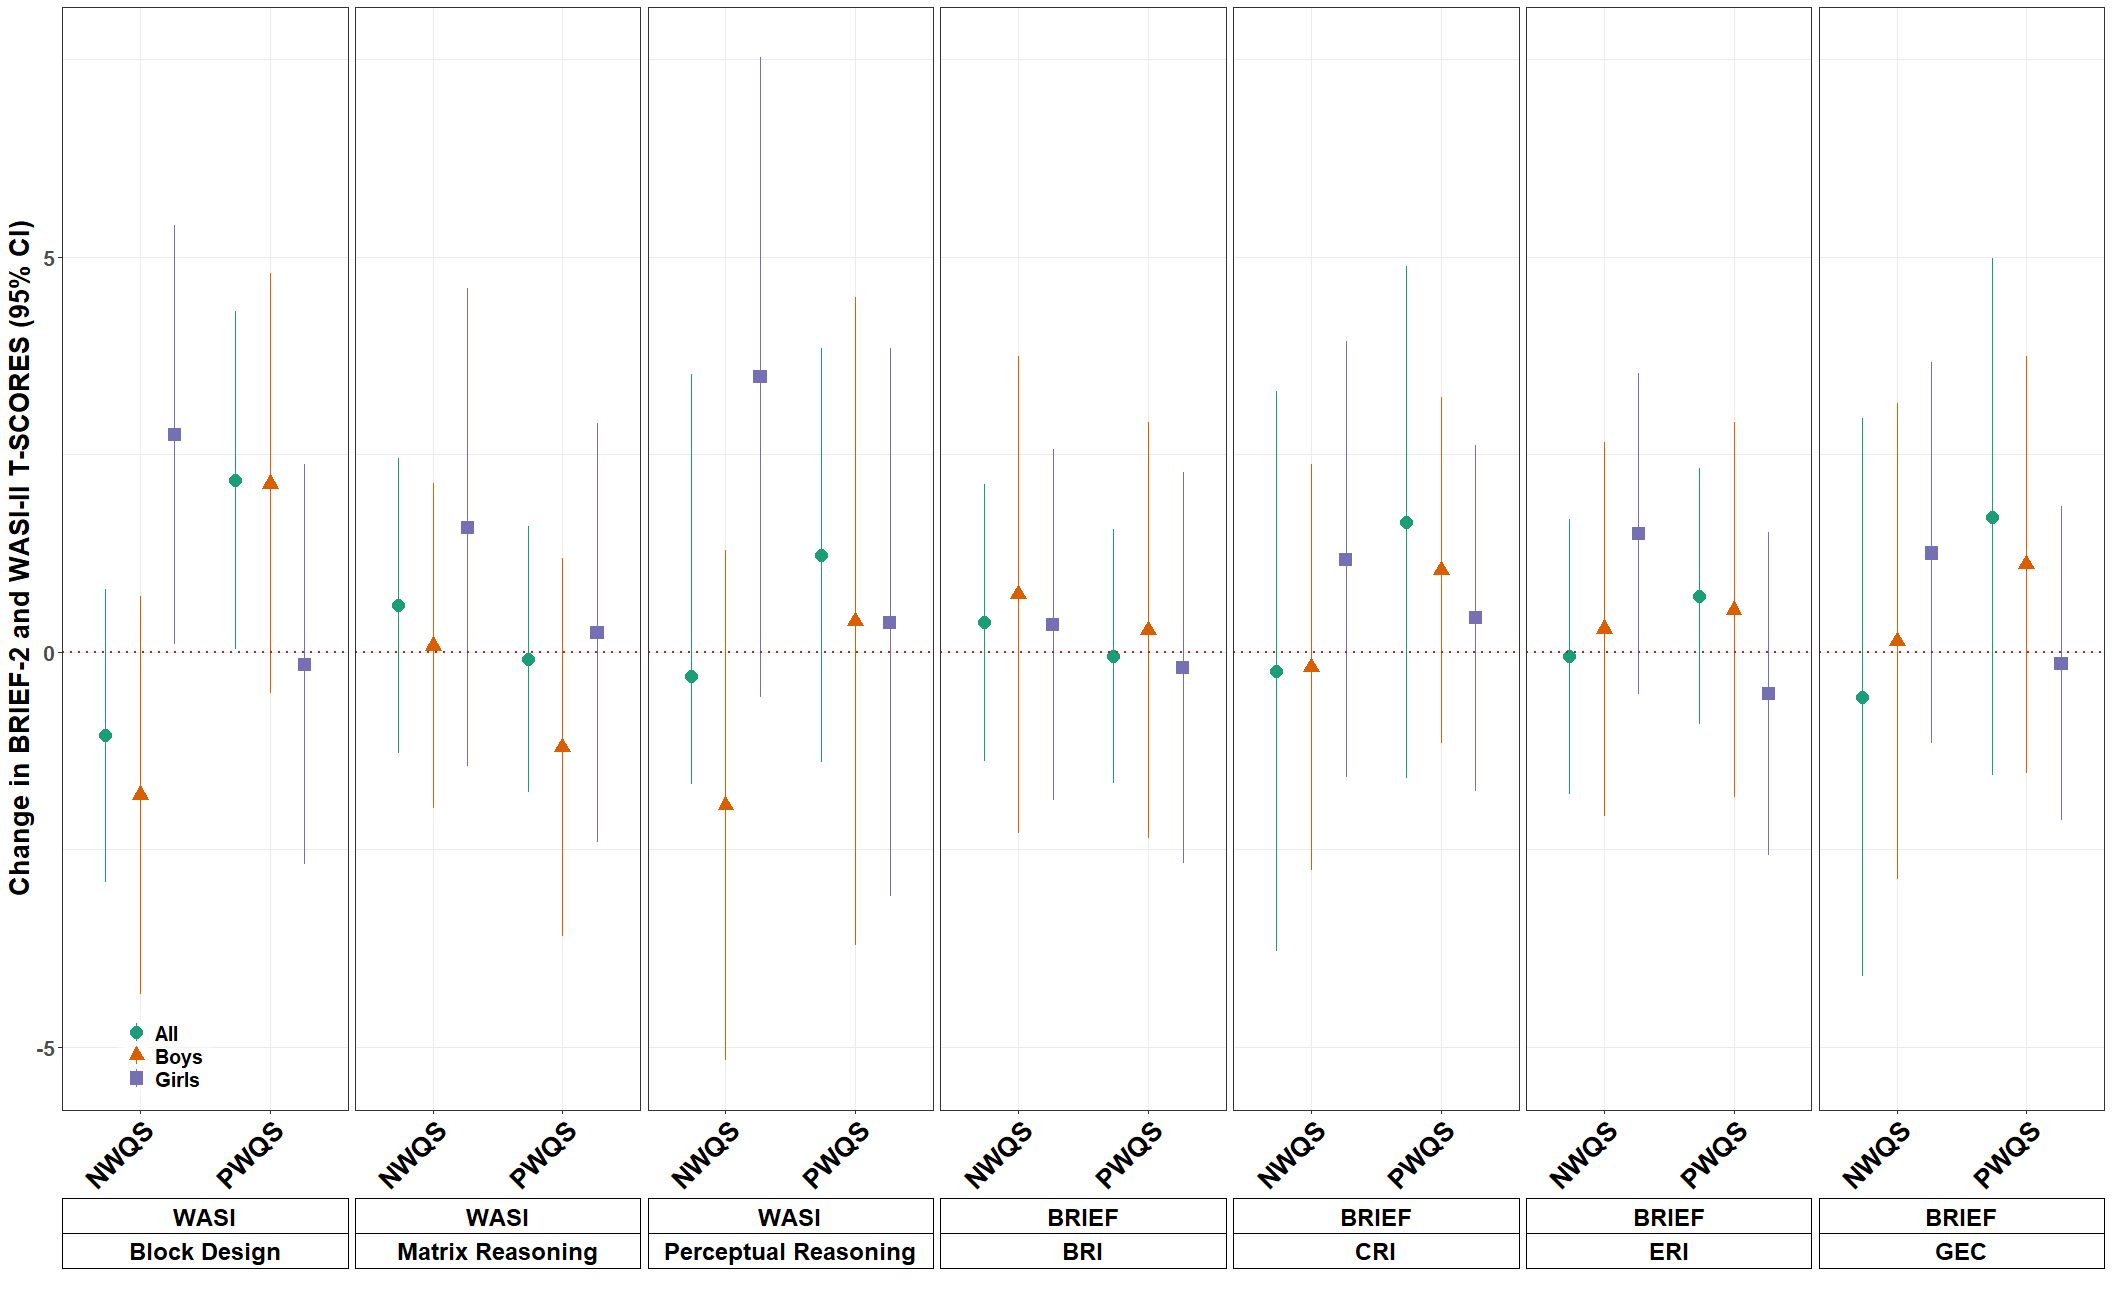 Change in BRIEF-2 and WASI-II T-SCORES (95% CI)
5
0
-5
All
Boys
Girls
NWQS PWQS NWQS PWQS NWQS PWQS NWQS PWQS NWQS PWQS NWQS PWQS NWQS PWQS
WASI WASI WASI BRIEF BRIEF BRIEF BRIEF
Block Design Matrix Reasoning Perceptual Reasoning BRI CRI ERI GEC